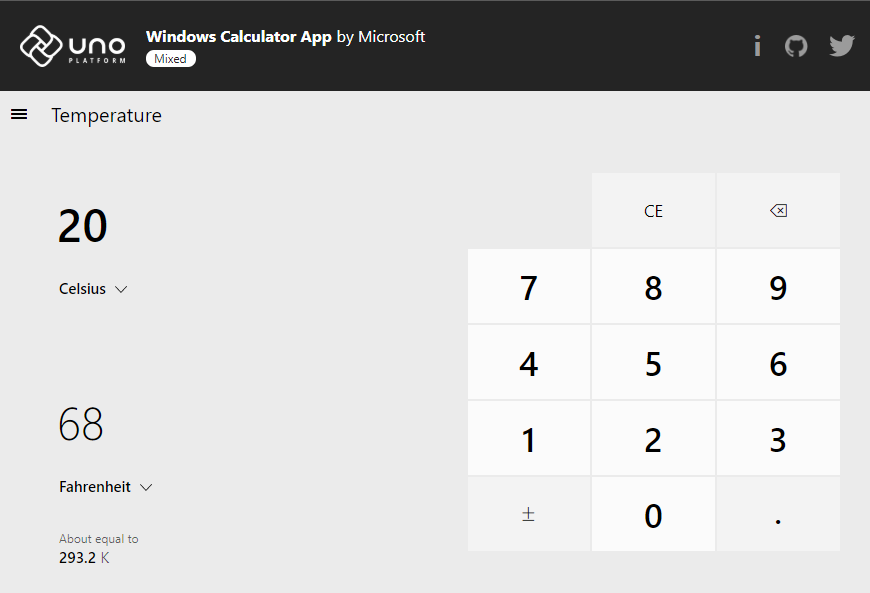 UNO
PLATFORM
Windows Calculator App by Microsoft
Mixed
Temperature
20
Celsius
68
Fahrenheit
About equal to
293.2 K
CE
7 8 9
4 5 6
1 2 3
± 0 .